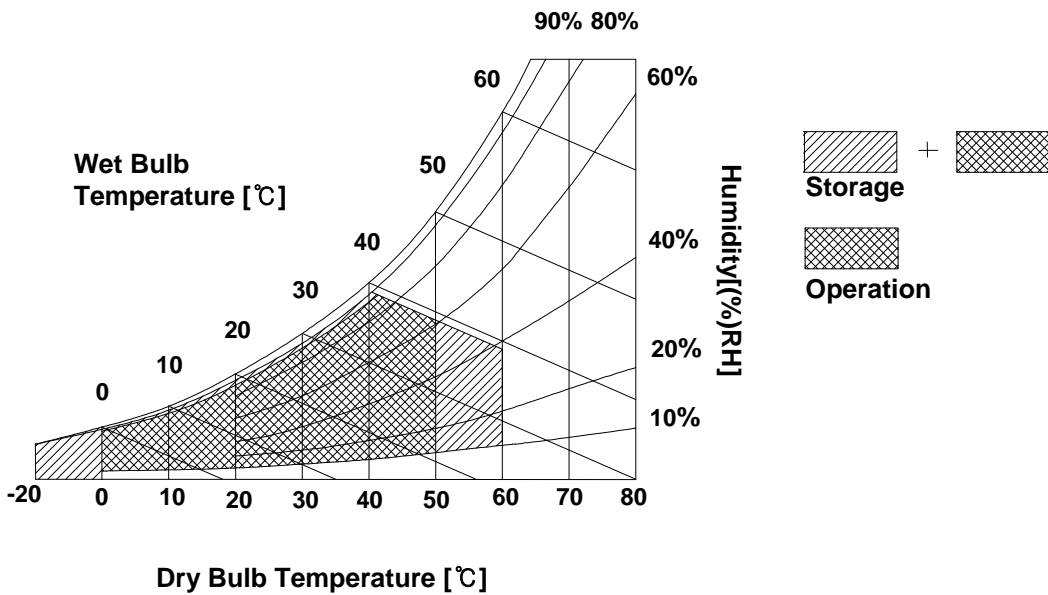 90% 80%
60
60%
Wet Bulb
Temperature [℃]
50
40
30
20
10
0
Humidity[(%)RH]
40%
20%
10%
+
Storage
Operation
-20 0 10 20 30 40 50 60 70 80
Dry Bulb Temperature [℃]